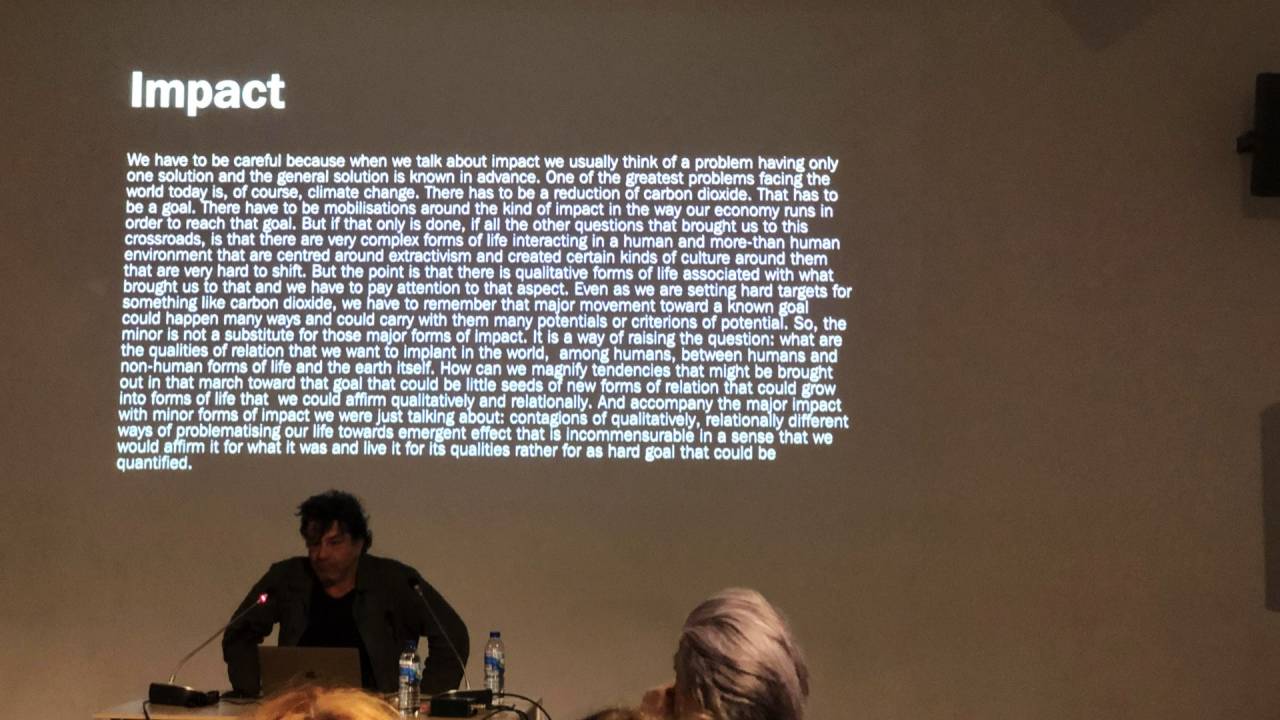 Impact
We have to be careful because when we talk about impact we usually think of a problem having only
one solution and the general solution is known in advance. One of the greatest problems facing the
world today is, of course, climate change. There has to be a reduction of carbon dioxide. That has to
be a goal. There have to be mobilisations around the kind of impact in the way our economy runs in
order to reach that goal. But if that only is done, if all the other questions that brought us to this
crossroads, is that there are very complex forms of life interacting in a human and more-than human
environment that are centred around extractivism and created certain kinds of culture around them
that are very hard to shift. But the point is that there is qualitative forms of life associated with what
brought us to that and we have to pay attention to that aspect. Even as we are setting hard targets for
something like carbon dioxide, we have to remember that major movement toward a known goal
could happen many ways and could carry with them many potentials or criterions of potential. So, the
minor is not a substitute for those major forms of impact. It is a way of raising the question: what are
the qualities of relation that we want to implant in the world, among humans, between humans and
non-human forms of life and the earth itself. How can we magnify tendencies that might be brought
out in that march toward that goal that could be little seeds of new forms of relation that could grow
into forms of life that we could affirm qualitatively and relationally. And accompany the major impact
with minor forms of impact we were just talking about: contagions of qualitatively, relationally different
ways of problematising our life towards emergent effect that is incommensurable in a sense that we
would affirm it for what it was and live it for its qualities rather for as hard goal that could be
quantified.